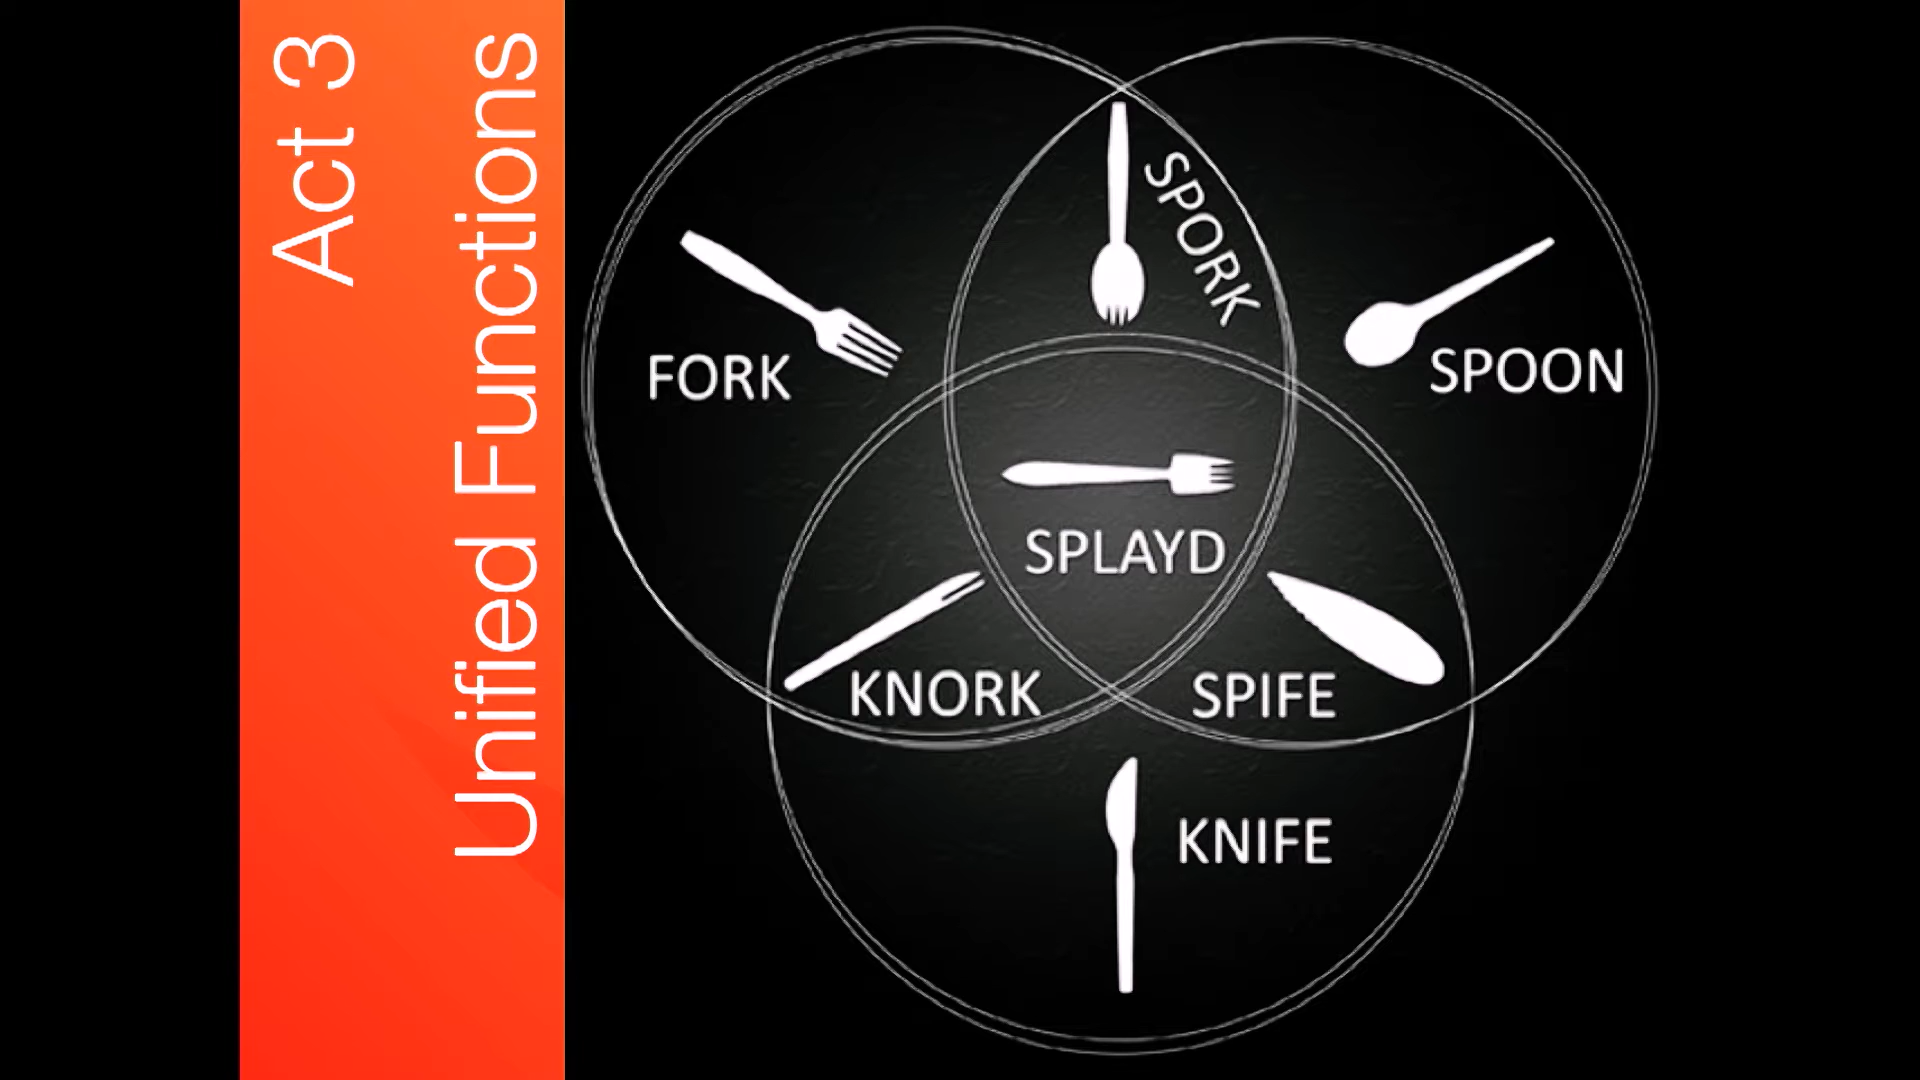 Act 3
Unified Functions
SPORK
FORK
SPOON
SPLAYD
KNORK
SPIFE
KNIFE